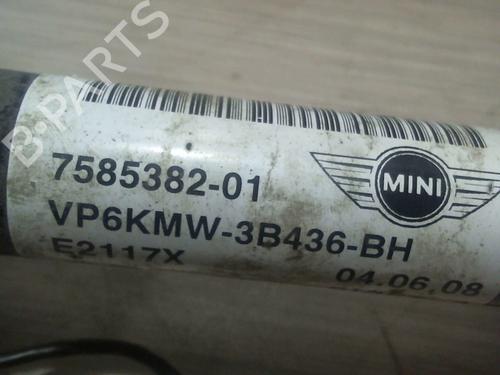 B-PARTS
7585382-01
MINI
VP6KMW-3B436-BH
E2117X
04.06.08